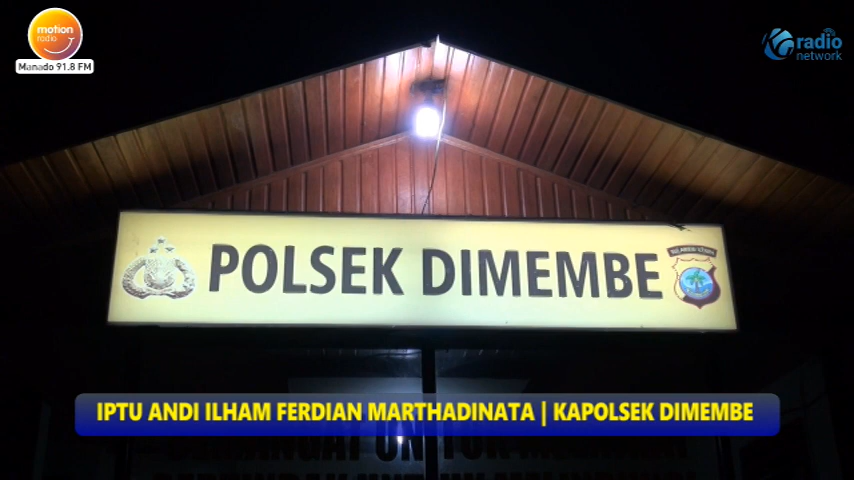 motion
radio
Manado 91.8 FM
radio
network
POLSEK DIMEMBE
IPTU ANDI ILHAM FERDIAN MARTHADINATA | KAPOLSEK DIMEMBE